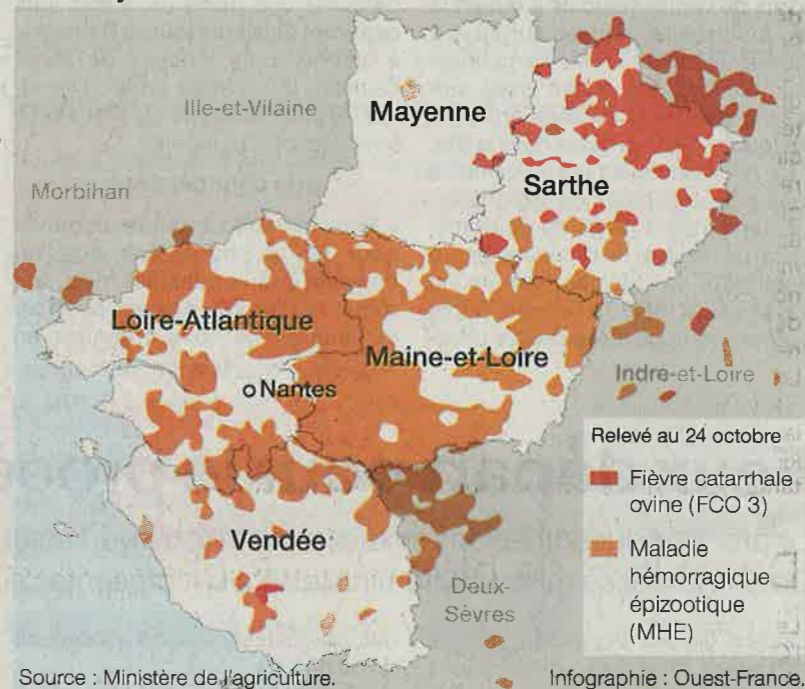 Ille-et-Vilaine
Mayenne
Morbihan
Sarthe
Loire-Atlantique
Maine-et-Loire
Nantes
Indre-et-Loire
Vendée
Deux-
Sèvres
Relevé au 24 octobre
Fièvre catarrhale
ovine (FCO 3)
Maladie
hémorragique
épizootique
(MHE)
Source : Ministère de l'agriculture.
Infographie : Ouest-France.